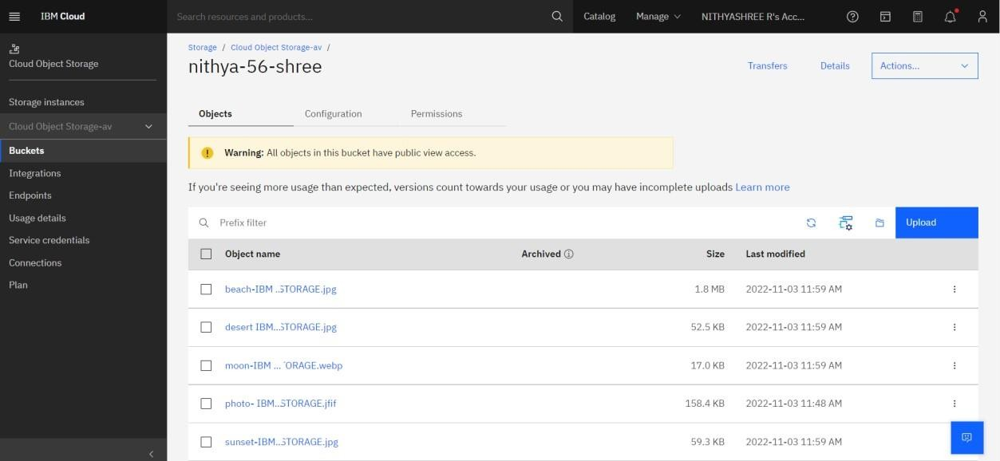 IBM Cloud
Search resources and products...
Catalog
Manage
NITHYASHREE R's Acc...
Cloud Object Storage
Storage instances
Cloud Object Storage-av
Buckets
Integrations
Endpoints
Usage details
Service credentials
Connections
Plan
Storage / Cloud Object Storage-av /
nithya-56-shree
Transfers
Details
Actions...
Objects
Configuration
Permissions
Warning: All objects in this bucket have public view access.
If you're seeing more usage than expected, versions count towards your usage or you may have incomplete uploads Learn more
Prefix filter
Upload
Object name Archived Size Last modified
beach-IBM ..STORAGE.jpg 1.8 MB 2022-11-03 11:59 AM
desert IBM...STORAGE.jpg 52.5 KB 2022-11-03 11:59 AM
moon-IBM ... ORAGE.webp 17.0 KB 2022-11-03 11:59 AM
photo- IBM..STORAGE.jfif 158.4 KB 2022-11-03 11:48 AM
sunset-IBM..STORAGE.jpg 59.3 KB 2022-11-03 11:59 AM